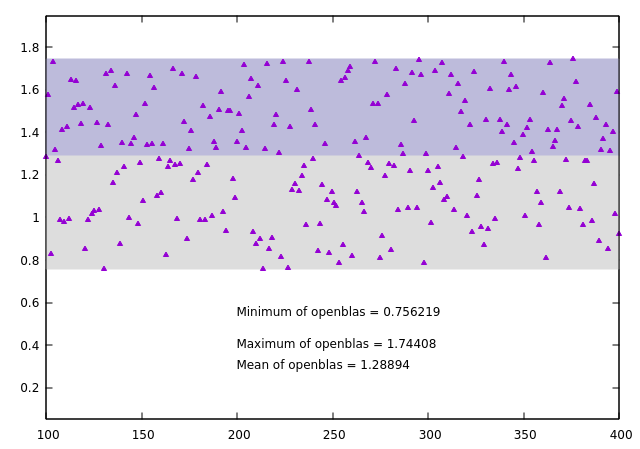 1.8
1.6
1.4
1.2
1
0.8
0.6
0.4
0.2
Minimum of openblas = 0.756219
Maximum of openblas = 1.74408
Mean of openblas = 1.28894
100 150 200 250 300 350 400